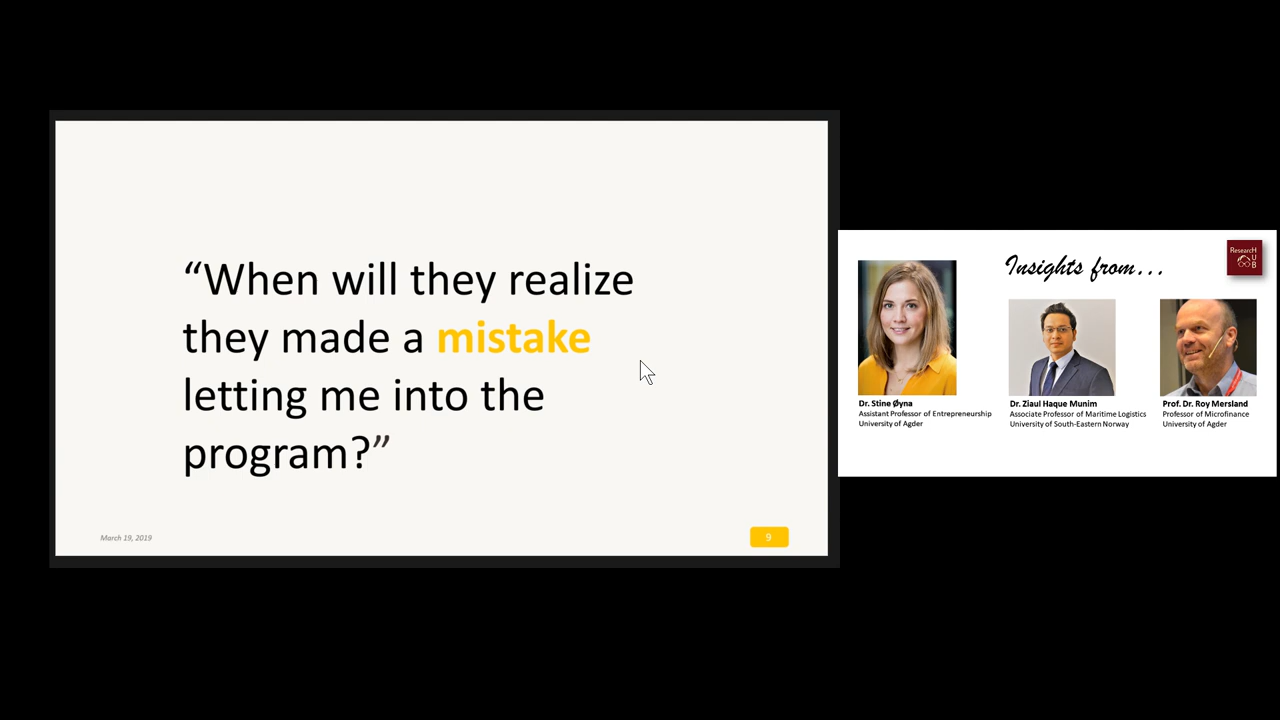 “When will they realize
they made a mistake
letting me into the
program?”
March 19, 2019
9
Insights from...
ResearcH
U
B
Dr. Stine Øyna
Assistant Professor of Entrepreneurship
University of Agder
Dr. Ziaul Haque Munim
Associate Professor of Maritime Logistics
University of South-Eastern Norway
Prof. Dr. Roy Mersland
Professor of Microfinance
University of Agder